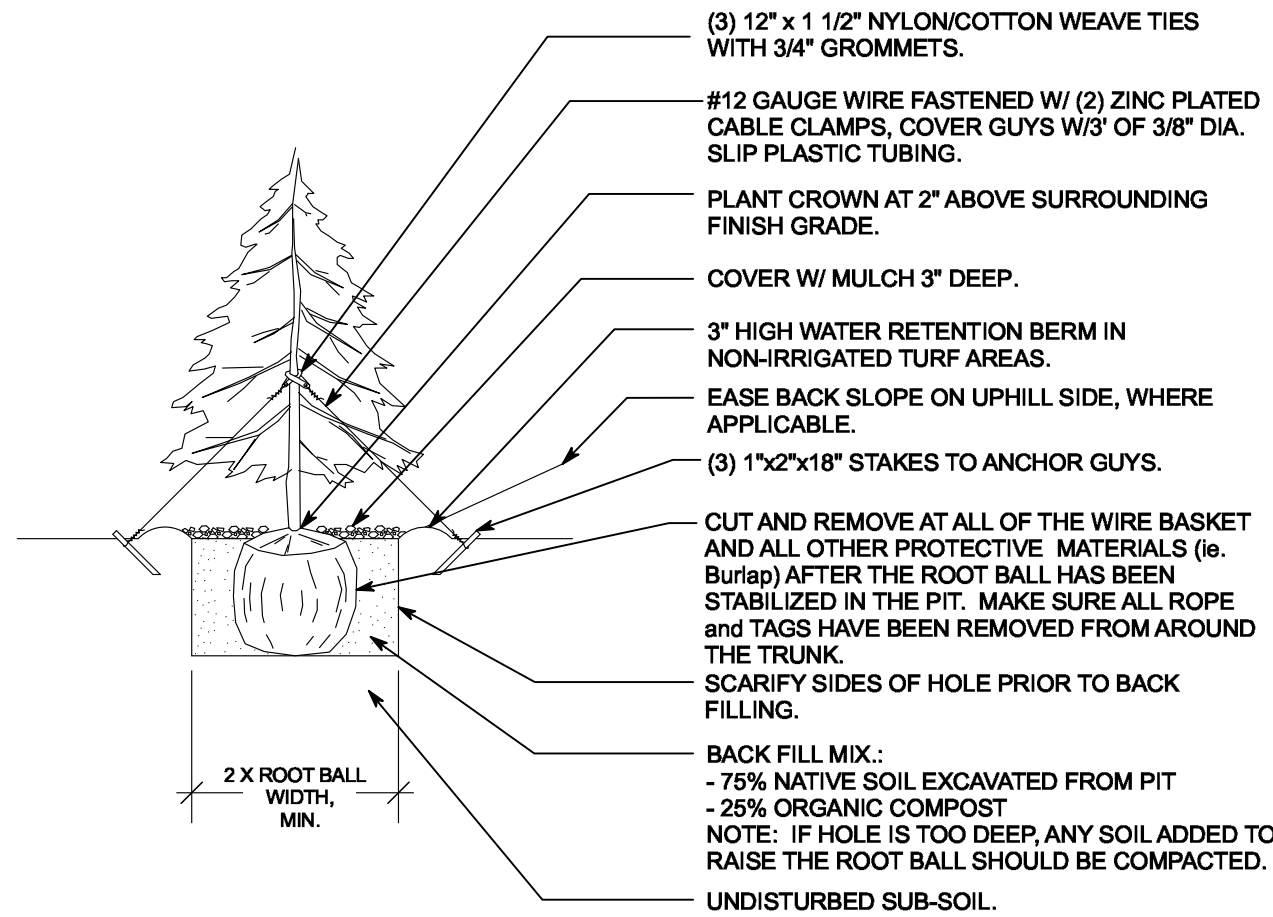 (3) 12" x 1 1/2" NYLON/COTTON WEAVE TIES
WITH 3/4" GROMMETS.
#12 GAUGE WIRE FASTENED W/ (2) ZINC PLATED
CABLE CLAMPS, COVER GUYS W/3' OF 3/8" DIA.
SLIP PLASTIC TUBING.
PLANT CROWN AT 2" ABOVE SURROUNDING
FINISH GRADE.
COVER W/ MULCH 3" DEEP.
3" HIGH WATER RETENTION BERM IN
NON-IRRIGATED TURF AREAS.
EASE BACK SLOPE ON UPHILL SIDE, WHERE
APPLICABLE.
(3) 1"x2"x18" STAKES TO ANCHOR GUYS.
CUT AND REMOVE AT ALL OF THE WIRE BASKET
AND ALL OTHER PROTECTIVE MATERIALS (ie.
Burlap) AFTER THE ROOT BALL HAS BEEN
STABILIZED IN THE PIT. MAKE SURE ALL ROPE
and TAGS HAVE BEEN REMOVED FROM AROUND
THE TRUNK.
SCARIFY SIDES OF HOLE PRIOR TO BACK
FILLING.
BACK FILL MIX.:
- 75% NATIVE SOIL EXCAVATED FROM PIT
- 25% ORGANIC COMPOST
NOTE: IF HOLE IS TOO DEEP, ANY SOIL ADDED TO
RAISE THE ROOT BALL SHOULD BE COMPACTED.
UNDISTURBED SUB-SOIL.
2 X ROOT BALL
WIDTH,
MIN.